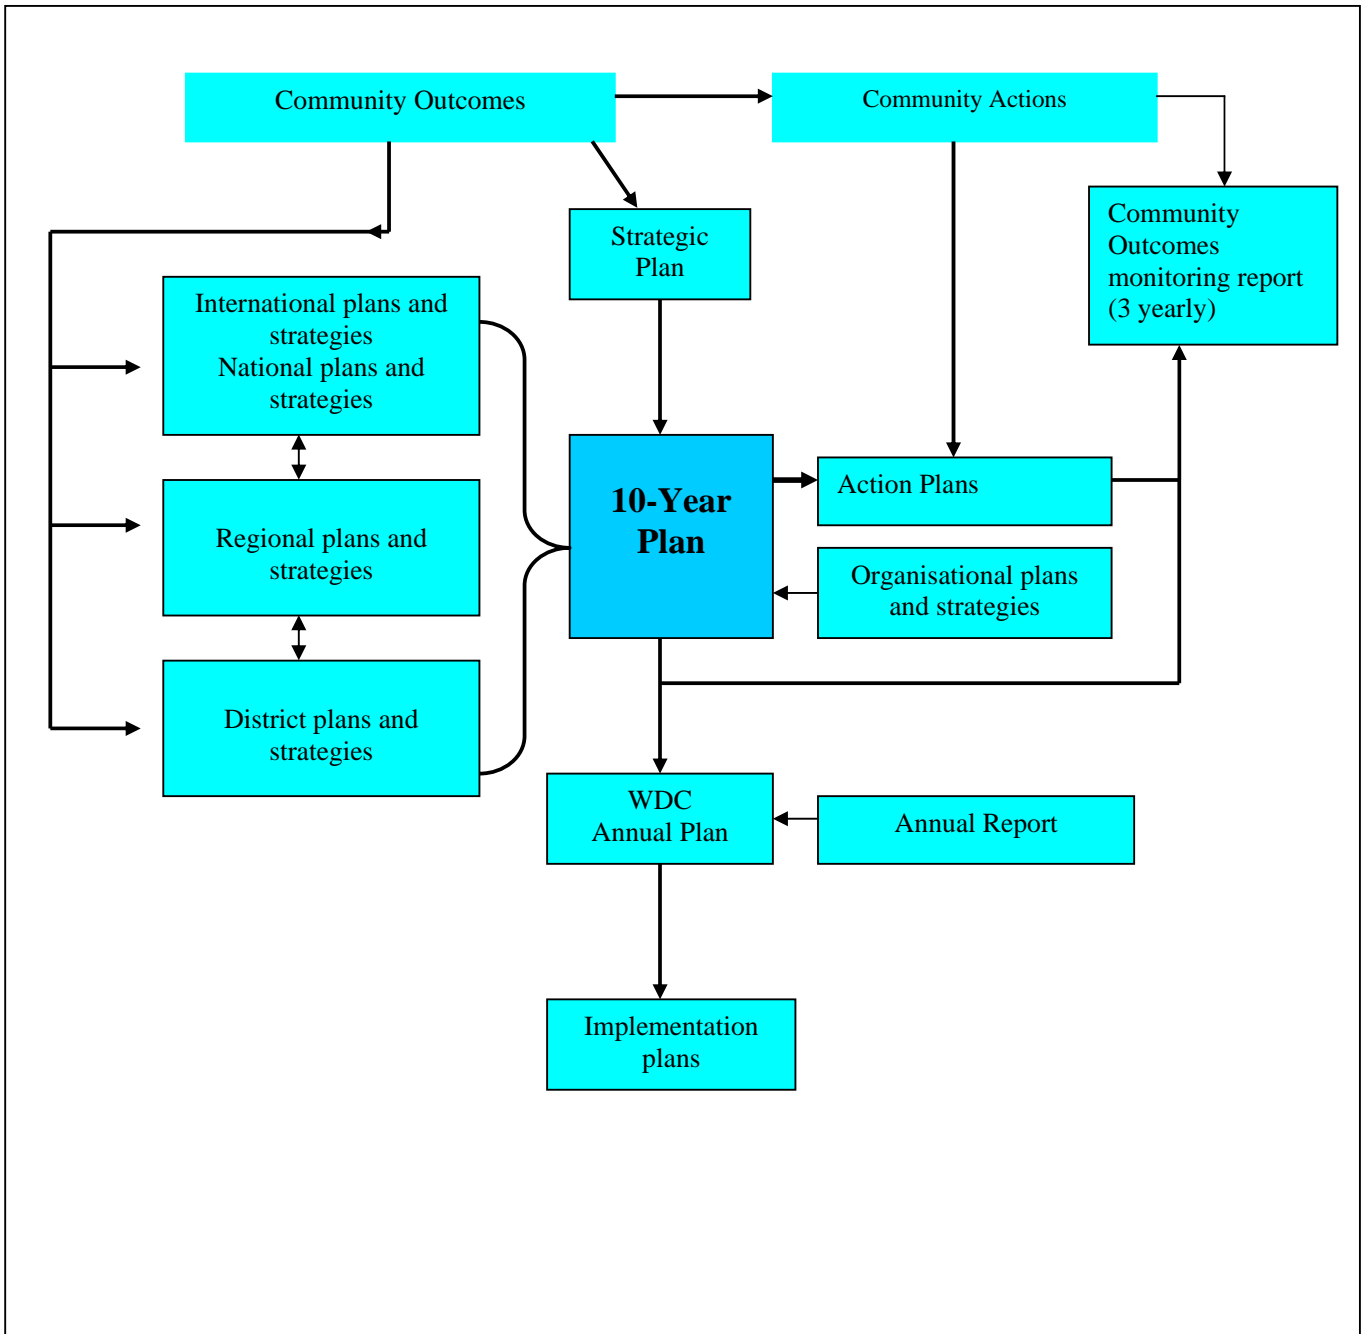 Community Outcomes
Community Actions
Community
Outcomes
monitoring report
(3 yearly)
Strategic
Plan
International plans and
strategies
National plans and
strategies
10-Year
Plan
Action Plans
Regional plans and
strategies
Organisational plans
and strategies
District plans and
strategies
WDC
Annual Plan
Annual Report
Implementation
plans